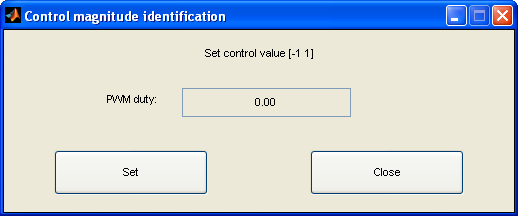 Control magnitude identification
Set control value [-1 1]
PWM duty:
0.00
Set
Close